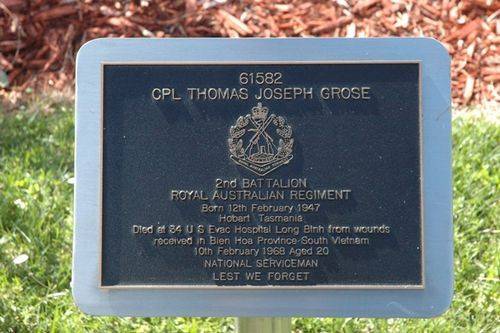 61582
CPL THOMAS JOSEPH GROSE
2nd BATTALION
ROYAL AUSTRALIAN REGIMENT
Born 12th February 1947
Hobart Tasmania
Died at 24 U S Evac Hospital Long Binh from wounds
received in Bien Hoa Province-South Vietnam
10th February 1968 Aged 20
NATIONAL SERVICEMAN
LEST WE FORGET